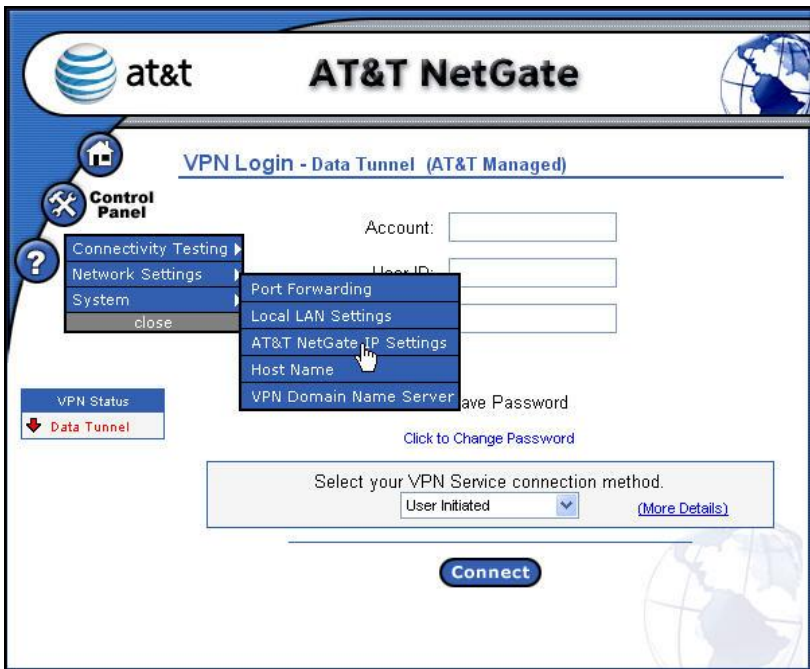 at&t
AT&T NetGate
VPN Login - Data Tunnel (AT&T Managed)
Control
Panel
Account:
User ID:
?
Connectivity Testing
Network Settings
System
close
Port Forwarding
Local LAN Settings
AT&T NetGate IP Settings
Host Name
VPN Domain Name Server
ave Password
VPN Status
Data Tunnel
Click to Change Password
Select your VPN Service connection method.
User Initiated
(More Details)
Connect